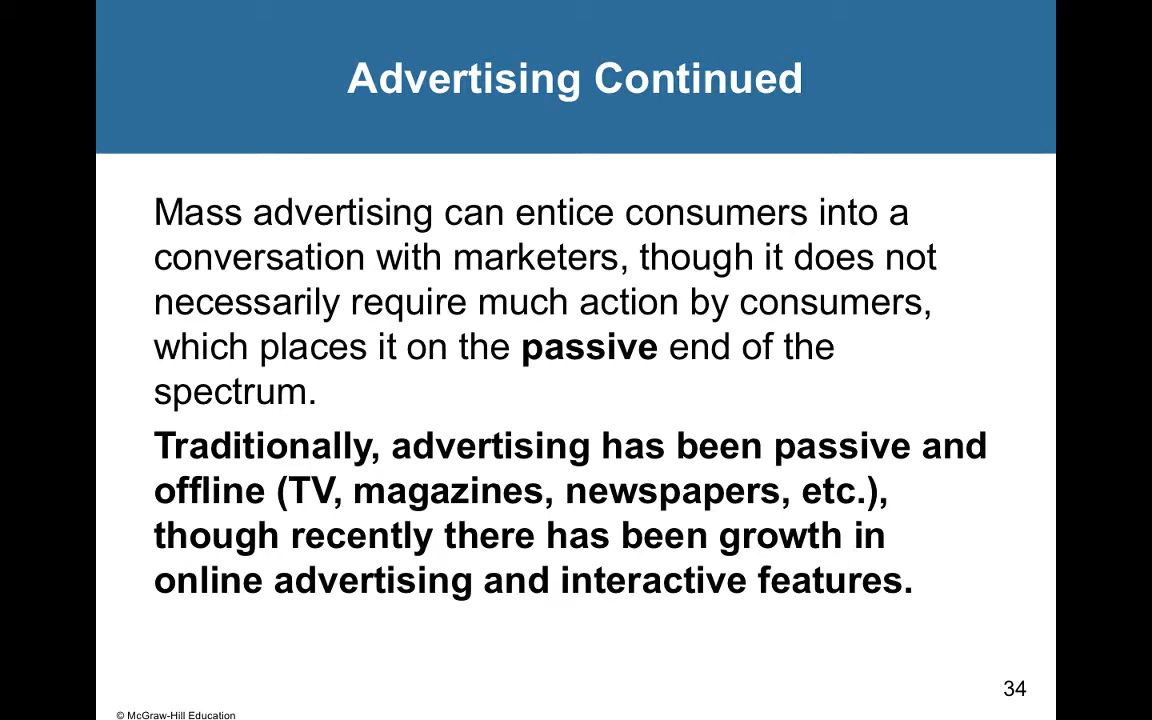 Advertising Continued
Mass advertising can entice consumers into a
conversation with marketers, though it does not
necessarily require much action by consumers,
which places it on the passive end of the
spectrum.
Traditionally, advertising has been passive and
offline (TV, magazines, newspapers, etc.),
though recently there has been growth in
online advertising and interactive features.
34
© McGraw-Hill Education